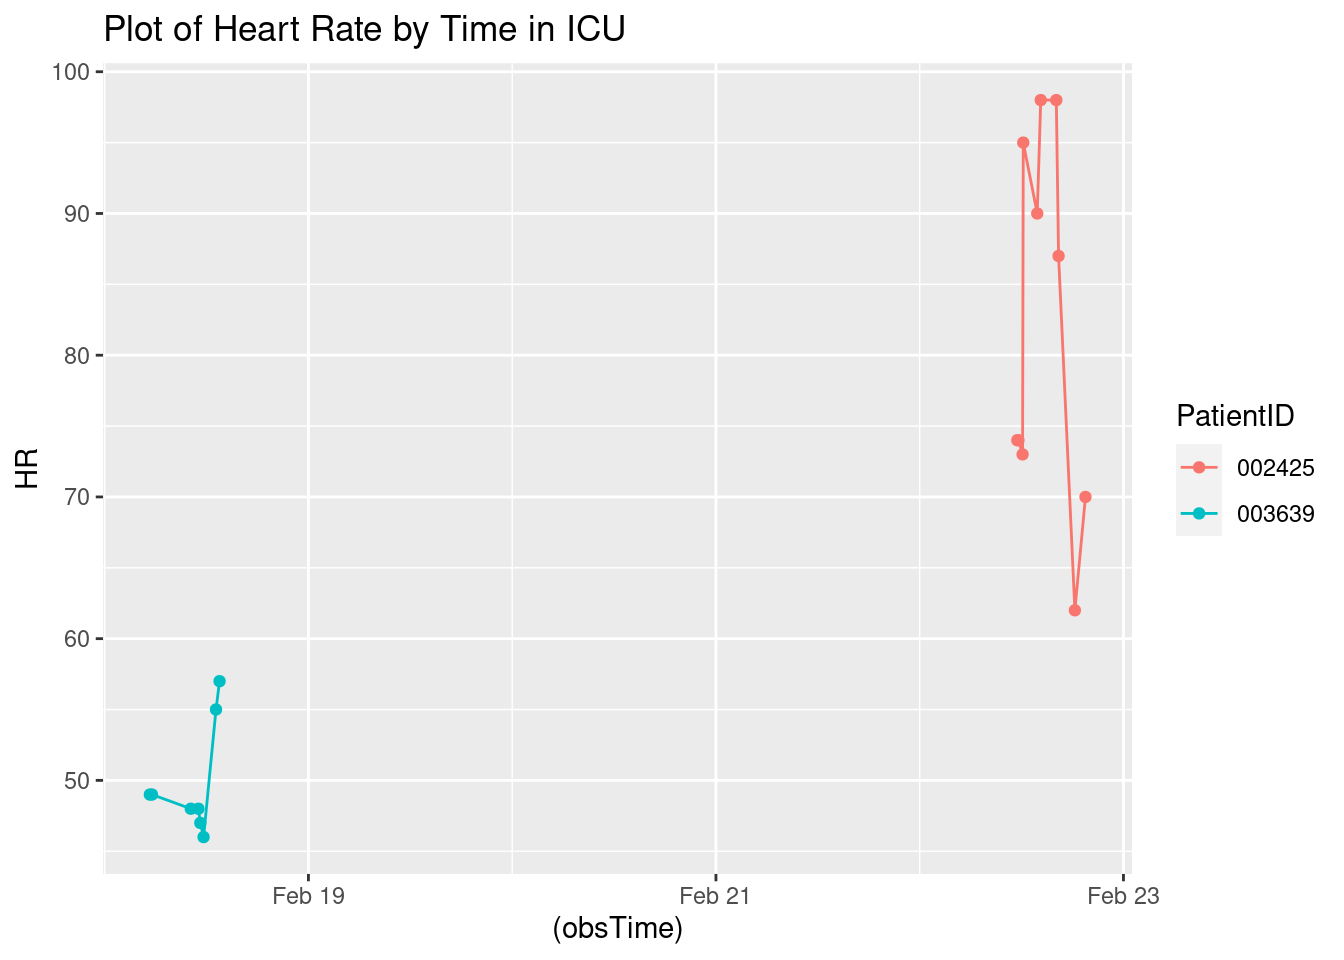 Plot of Heart Rate by Time in ICU
100
90
80
70
60
50
HR
Feb 19
Feb 21
Feb 23
(obsTime)
PatientID
002425
003639